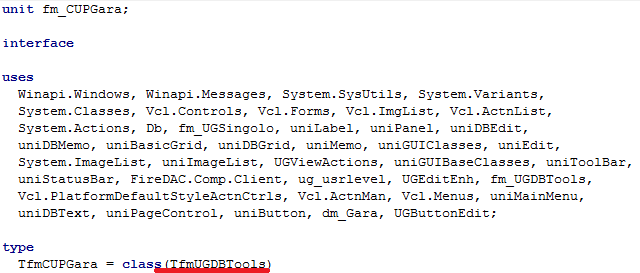 unit fm_CUPGara;
interface
uses
Winapi.Windows, Winapi.Messages, System.SysUtils, System.Variants,
System.Classes, Vcl.Controls, Vcl.Forms, Vcl.ImgList, Vcl.ActnList,
System.Actions, Db, fm_UGSingolo, uniLabel, uniPanel, uniDBEdit,
uniDBMemo, uniBasicGrid, uniDBGrid, uniMemo, uniGUIClasses, uniEdit,
System.ImageList, uniImageList, UGViewActions, uniGUIBaseClasses, uniToolBar,
uniStatusBar, FireDAC.Comp.Client, ug_usrlevel, UGEditEnh, fm_UGDBTools,
Vcl.PlatformDefaultStyleActnCtrls, Vcl.ActnMan, Vcl.Menus, uniMainMenu,
uniDBText, uniPageControl, uniButton, dm_Gara, UGButtonEdit;
type
TfmCUPGara = class(TfmUGDBTools)